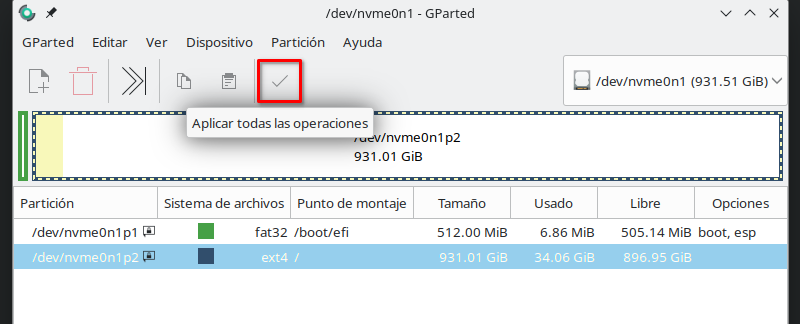 /dev/nvme0n1 - GParted
GParted Editar Ver Dispositivo Partición Ayuda
/dev/nvme0n1 (931.51 GiB)
Aplicar todas las operaciones
/dev/nvme0n1p2
931.01 GiB
Partición Sistema de archivos Punto de montaje Tamaño Usado Libre Opciones
/dev/nvme0n1p1 fat32 /boot/efi 512.00 MiB 6.86 MiB 505.14 MiB boot, esp
/dev/nvme0n1p2 ext4 / 931.01 GiB 34.06 GiB 896.95 GiB